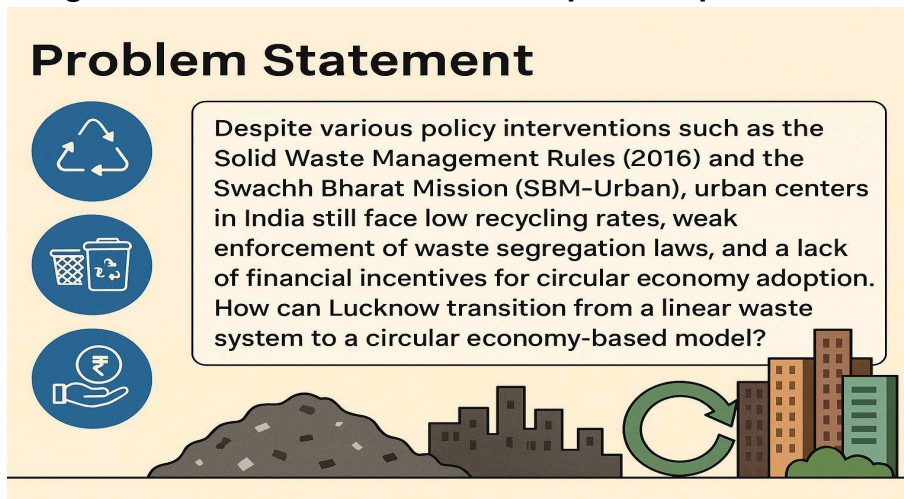 Problem Statement
Despite various policy interventions such as the
Solid Waste Management Rules (2016) and the
Swachh Bharat Mission (SBM-Urban), urban centers
in India still face low recycling rates, weak
enforcement of waste segregation laws, and a lack
of financial incentives for circular economy adoption.
How can Lucknow transition from a linear waste
system to a circular economy-based model?
₹